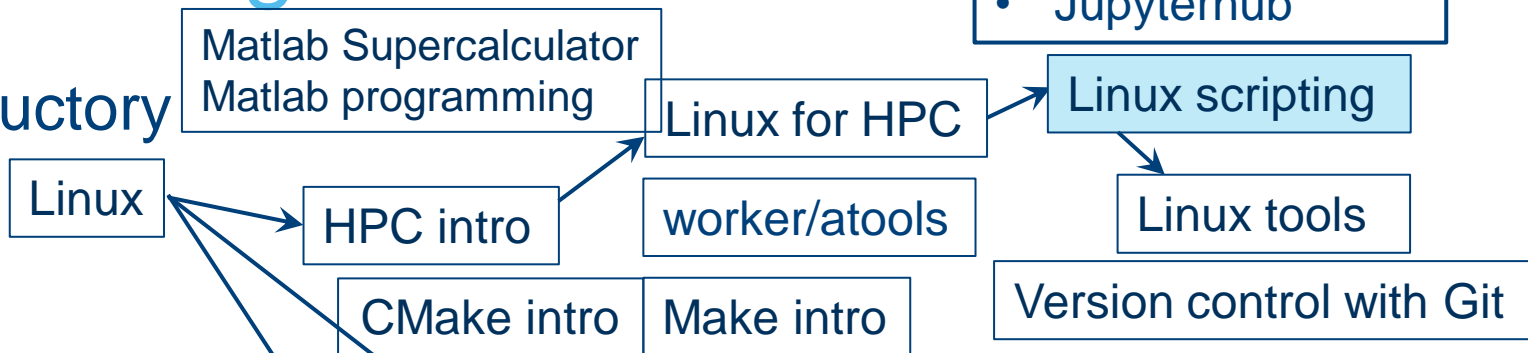 Jupyterhub
Matlab Supercalculator
Matlab programming
uctory
Linux for HPC
Linux scripting
Linux
HPC intro
worker/atools
Linux tools
CMake intro
Make intro
Version control with Git